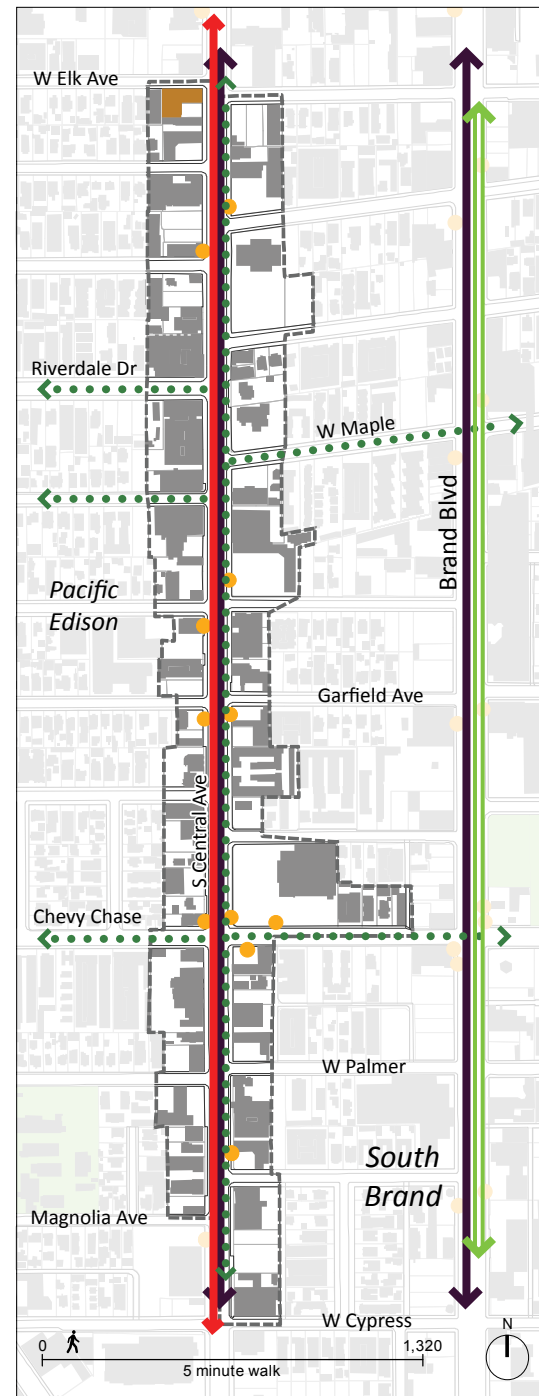 W Elk Ave
Riverdale Dr
W Maple
Brand Blvd
Pacific
Edison
Garfield Ave
S Central Ave
Chevy Chase
W Palmer
South
Brand
Magnolia Ave
W Cypress
N
0
1,320
5 minute walk